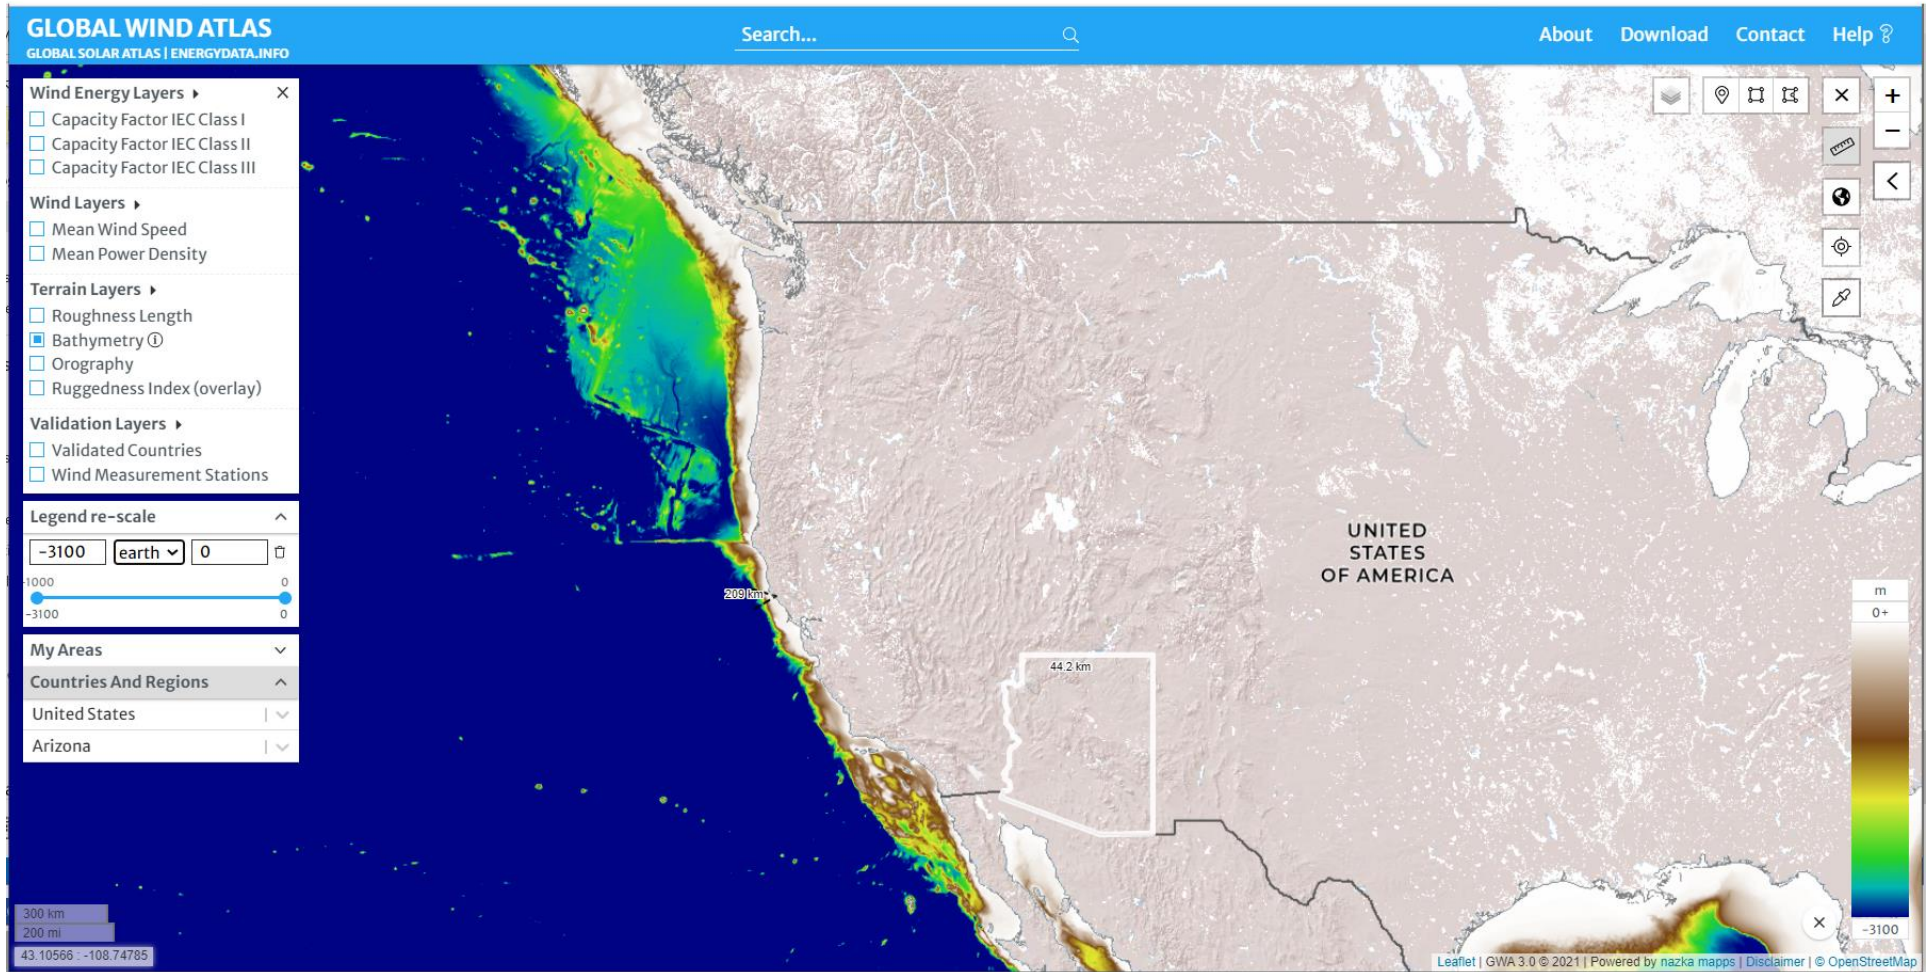 GLOBAL WIND ATLAS
GLOBAL SOLAR ATLAS | ENERGYDATA.INFO
Search...
About
Download
Contact
Help
Wind Energy Layers
Capacity Factor IEC Class I
Capacity Factor IEC Class II
Capacity Factor IEC Class III
Wind Layers
Mean Wind Speed
Mean Power Density
Terrain Layers
Roughness Length
Bathymetry
Orography
Ruggedness Index (overlay)
Validation Layers
Validated Countries
Wind Measurement Stations
Legend re-scale
-3100 earth 0
-1000 0
-3100 0
My Areas
Countries And Regions
United States
Arizona
300 km
200 mi
43.10566 : -108.74785
209 km
44.2 km
UNITED
STATES
OF AMERICA
m
0+
-3100
Leaflet | GWA 3.0 © 2021 | Powered by nazka mapps | Disclaimer | © OpenStreetMap